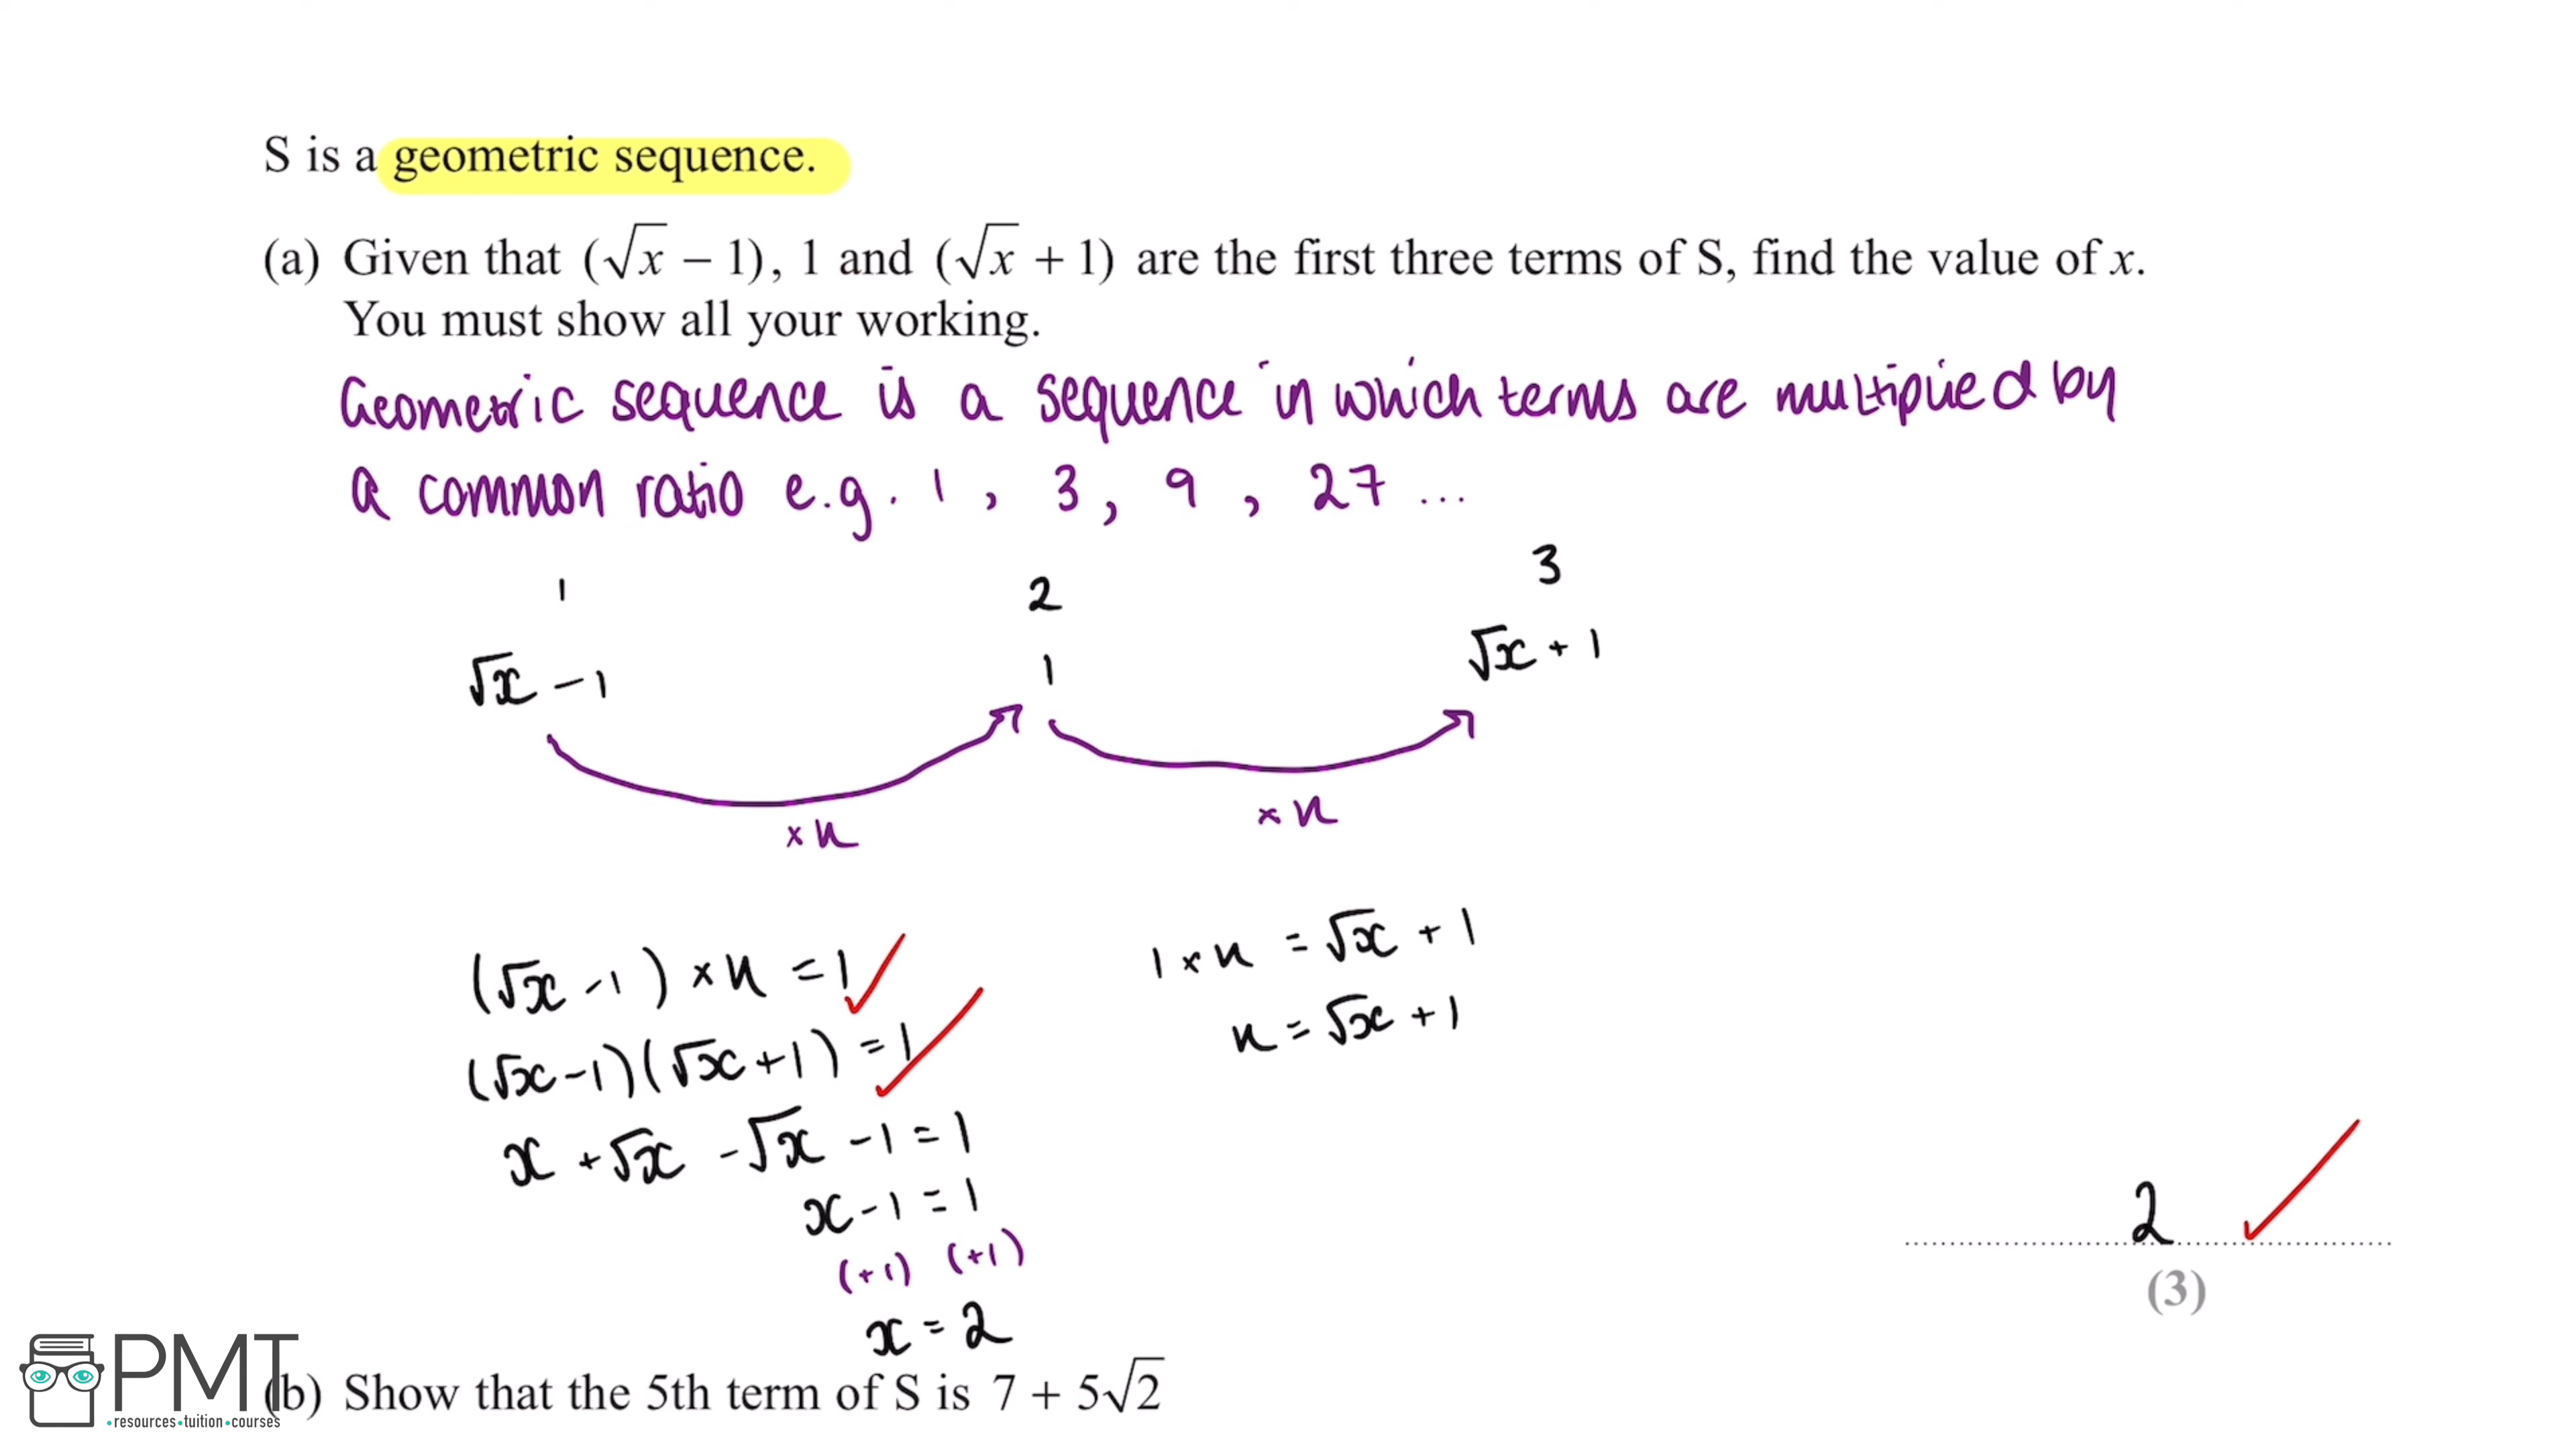 S is a geometric sequence.
(a) Given that (√x − 1), 1 and (√x + 1) are the first three terms of S, find the value of x.
You must show all your working.
Geometric sequence is a sequence in which terms are multiplied by
a common ratio e.g. 1, 3, 9, 27 ...
1 2 3
√x − 1 1 √x + 1
×n ×n
(√x − 1) × n = 1
(√x − 1)(√x + 1) = 1
x + √x − √x − 1 = 1
x − 1 = 1
(+1) (+1)
x = 2
1 × n = √x + 1
n = √x + 1
2
(3)
(b) Show that the 5th term of S is 7 + 5√2
PMT
•resources•tuition•courses